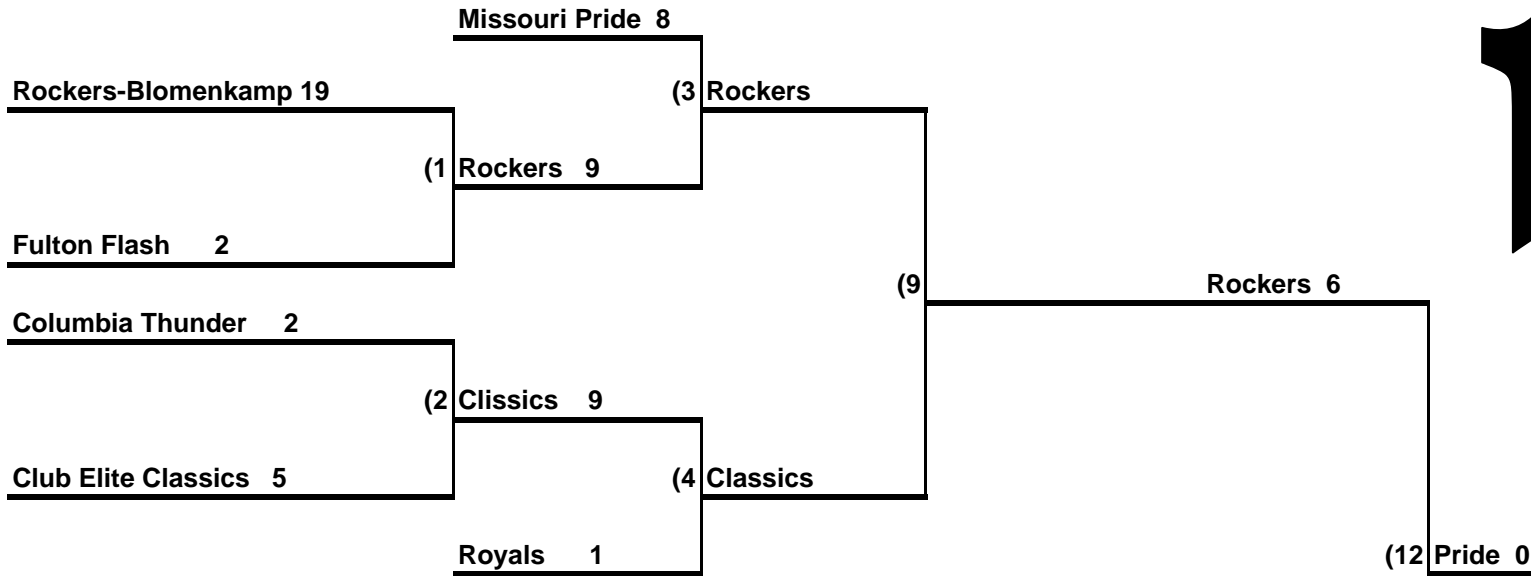 Missouri Pride 8
Rockers-Blomenkamp 19
(3 Rockers
(1 Rockers 9
Fulton Flash 2
(9 Rockers 6
Columbia Thunder 2
(2 Clissics 9
Club Elite Classics 5
(4 Classics
Royals 1
(12 Pride 0